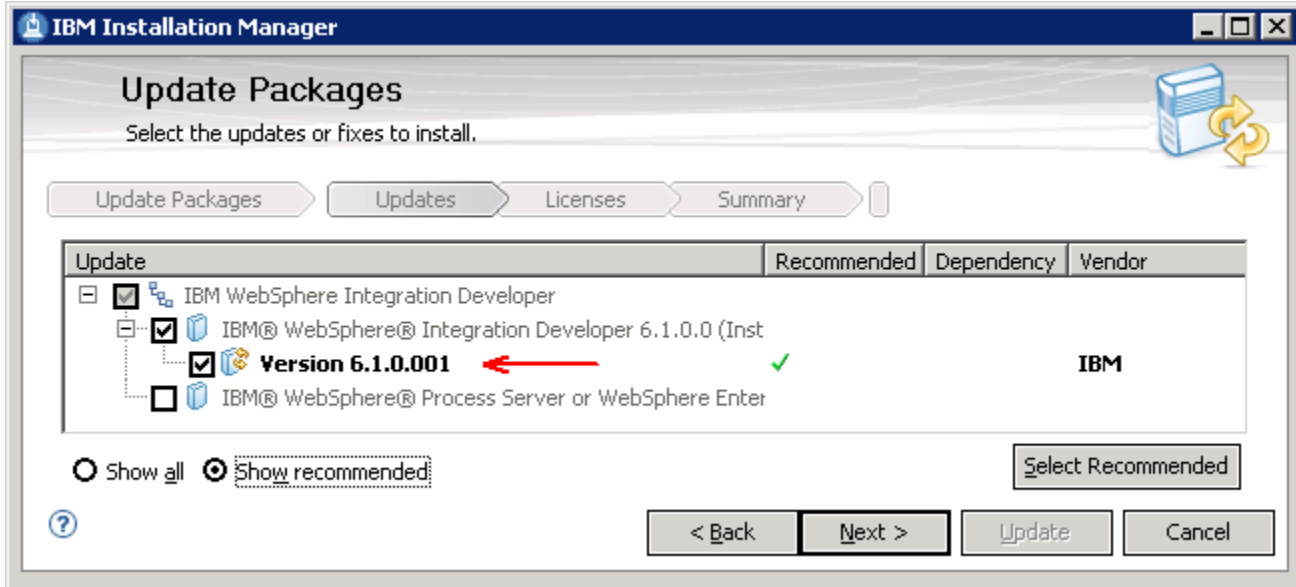 IBM Installation Manager
Update Packages
Select the updates or fixes to install.
Update Packages Updates Licenses Summary
Update Recommended Dependency Vendor
IBM WebSphere Integration Developer
IBM® WebSphere® Integration Developer 6.1.0.0 (Inst
Version 6.1.0.001 IBM
IBM® WebSphere® Process Server or WebSphere Enter
Show all Show recommended Select Recommended
? < Back Next > Update Cancel